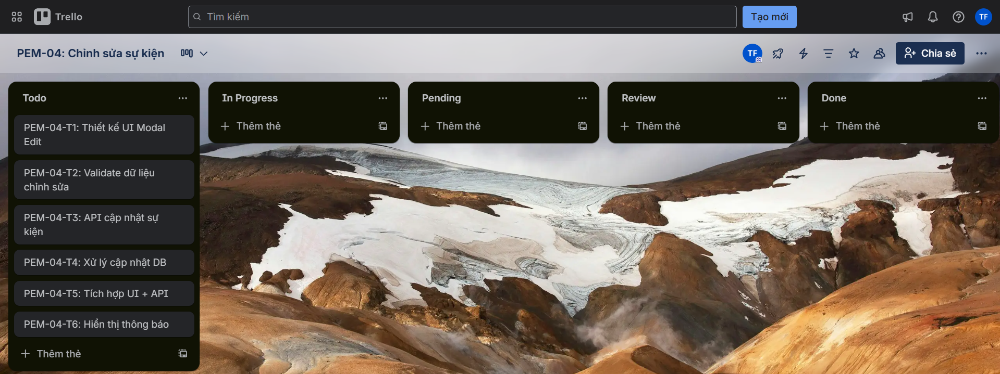 Trello
Tìm kiếm
Tạo mới
TF
PEM-04: Chỉnh sửa sự kiện
TF
Chia sẻ
Todo
PEM-04-T1: Thiết kế UI Modal
Edit
PEM-04-T2: Validate dữ liệu
chỉnh sửa
PEM-04-T3: API cập nhật sự
kiện
PEM-04-T4: Xử lý cập nhật DB
PEM-04-T5: Tích hợp UI + API
PEM-04-T6: Hiển thị thông báo
Thêm thẻ
In Progress
Thêm thẻ
Pending
Thêm thẻ
Review
Thêm thẻ
Done
Thêm thẻ